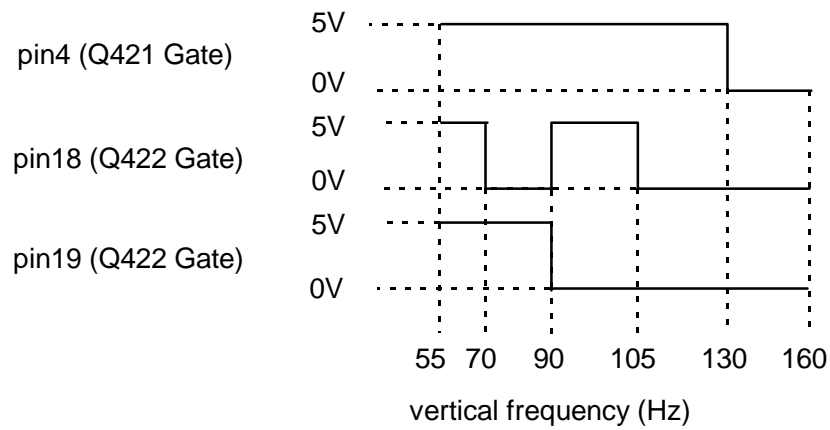 5V
pin4 (Q421 Gate)
0V
5V
pin18 (Q422 Gate)
0V
5V
pin19 (Q422 Gate)
0V
55 70 90 105 130 160
vertical frequency (Hz)